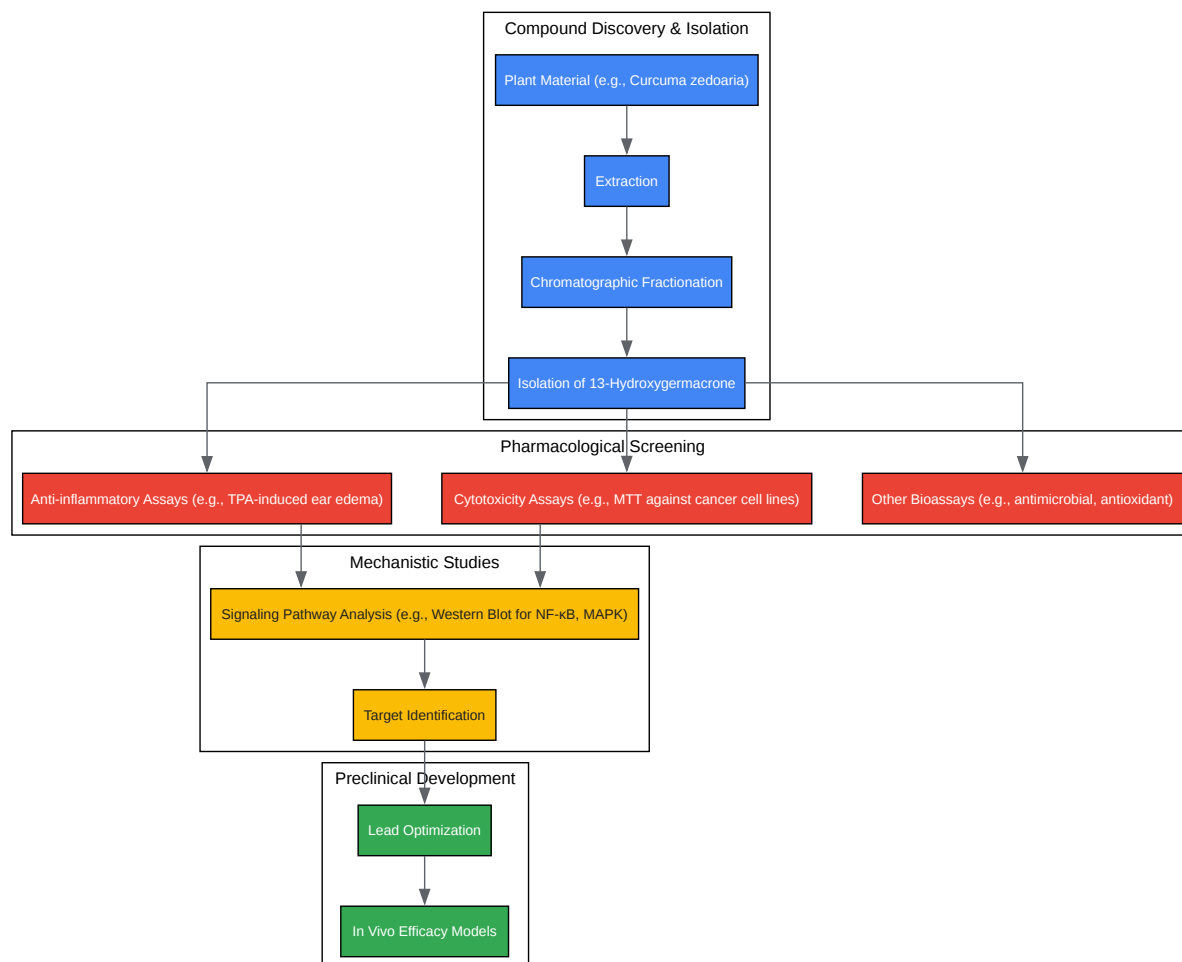 Compound Discovery & Isolation
Plant Material (e.g., Curcuma zedoaria)
Extraction
Chromatographic Fractionation
Isolation of 13-Hydroxygermacrone
Pharmacological Screening
Anti-inflammatory Assays (e.g., TPA-induced ear edema)
Cytotoxicity Assays (e.g., MTT against cancer cell lines)
Other Bioassays (e.g., antimicrobial, antioxidant)
Mechanistic Studies
Signaling Pathway Analysis (e.g., Western Blot for NF-κB, MAPK)
Target Identification
Preclinical Development
Lead Optimization
In Vivo Efficacy Models